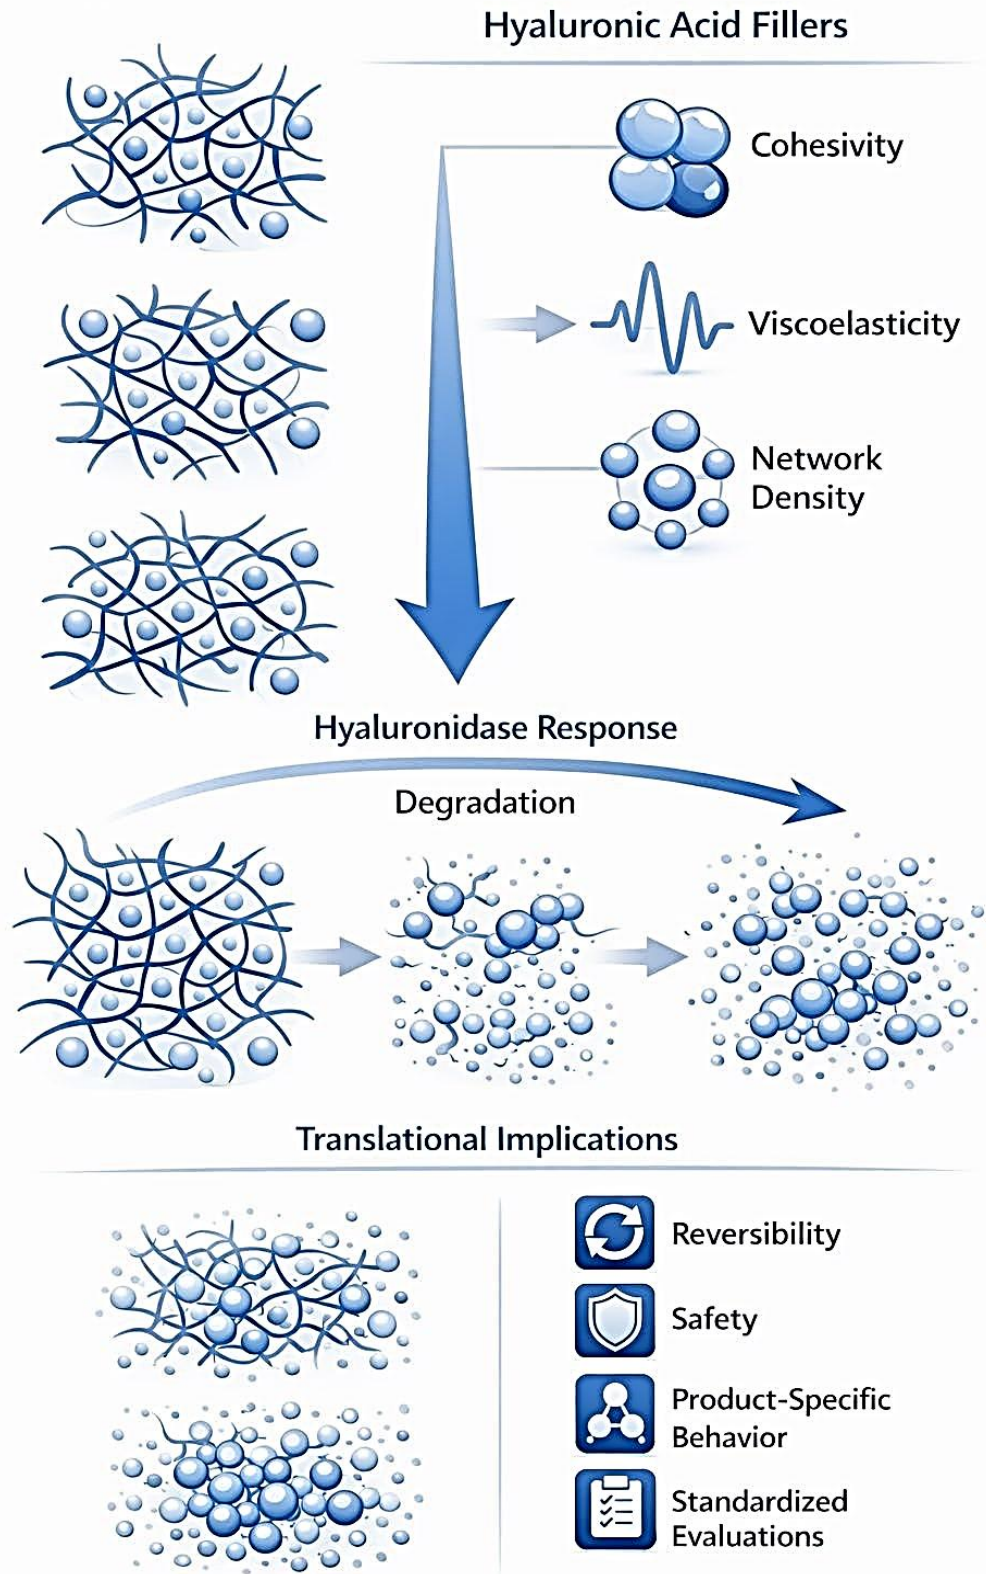 Hyaluronic Acid Fillers
Cohesivity
Viscoelasticity
Network
Density
Hyaluronidase Response
Degradation
Translational Implications
Reversibility
Safety
Product-Specific
Behavior
Standardized
Evaluations